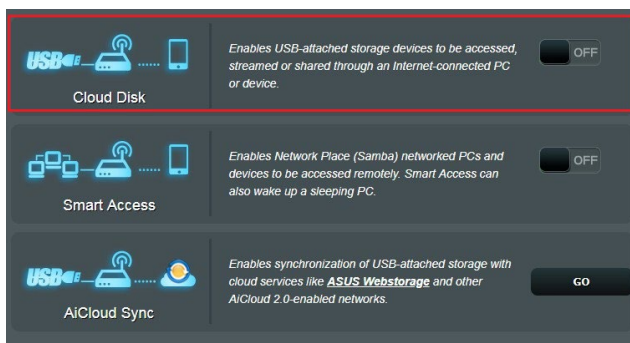 USB
Cloud Disk
Enables USB-attached storage devices to be accessed,
streamed or shared through an Internet-connected PC
or device.
OFF
Smart Access
Enables Network Place (Samba) networked PCs and
devices to be accessed remotely. Smart Access can
also wake up a sleeping PC.
OFF
USB
AiCloud Sync
Enables synchronization of USB-attached storage with
cloud services like ASUS Webstorage and other
AiCloud 2.0-enabled networks.
GO